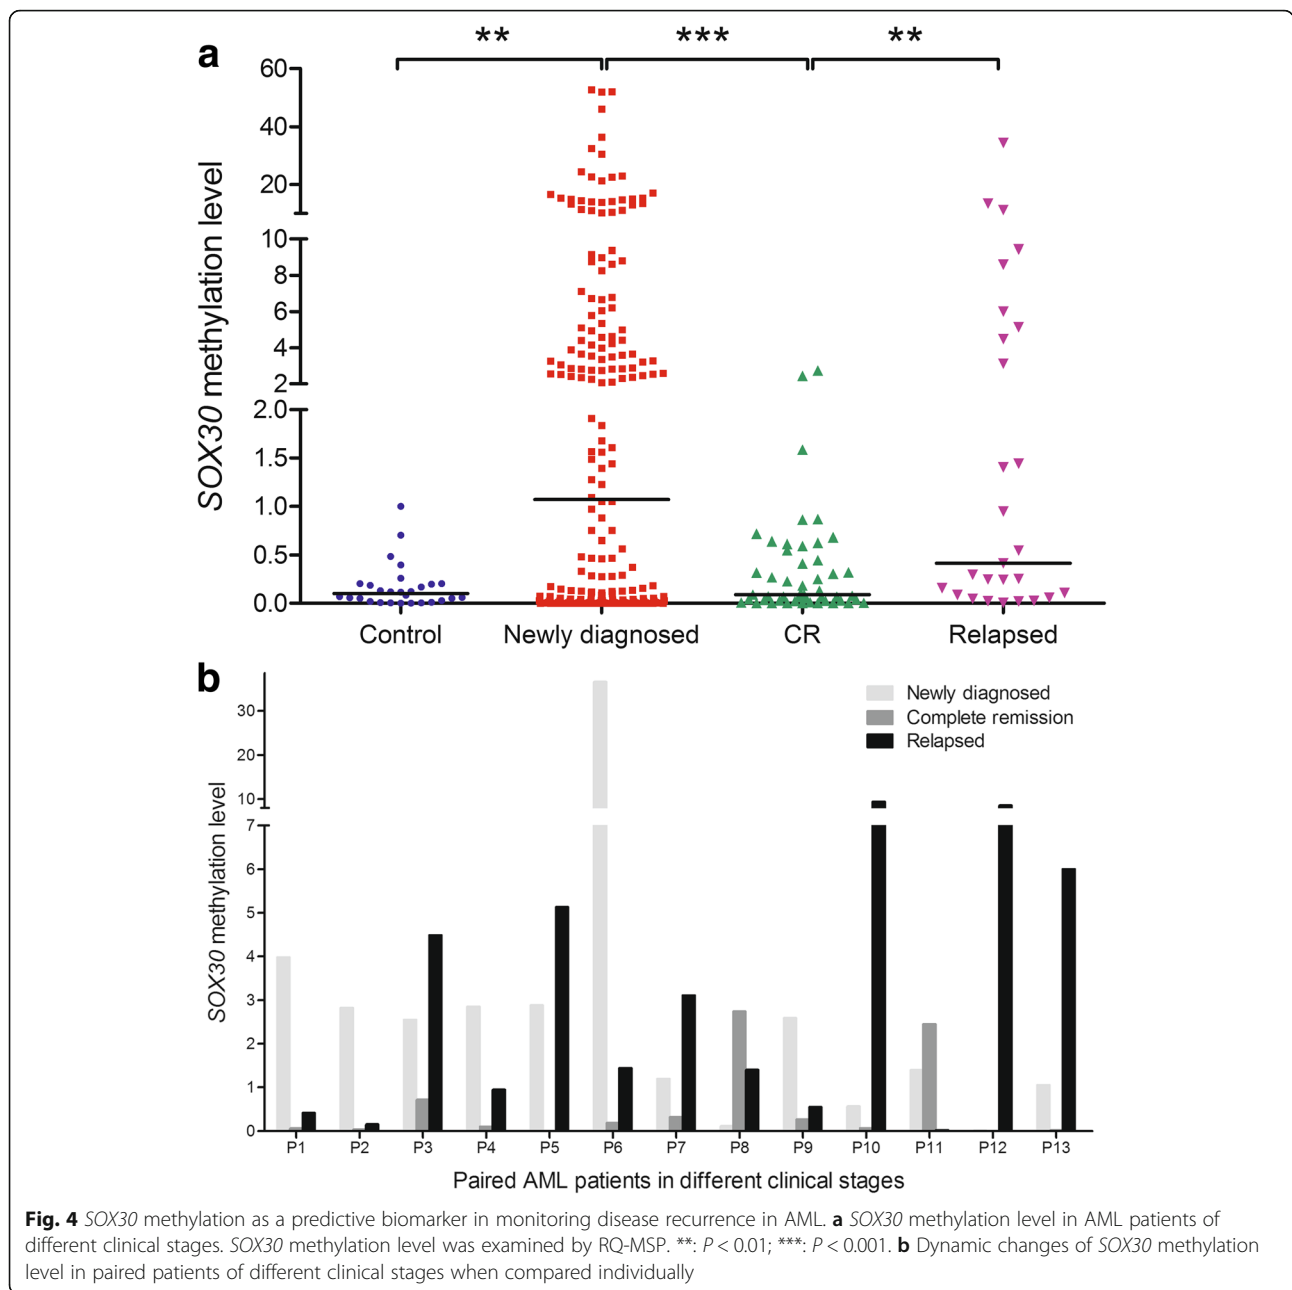 a
** *** **
60
40
20
10
8
6
4
2
2.0
1.5
1.0
0.5
0.0
SOX30 methylation level
Control Newly diagnosed CR Relapsed
b
Newly diagnosed
Complete remission
Relapsed
30
20
10
7
6
5
4
3
2
1
0
SOX30 methylation level
P1 P2 P3 P4 P5 P6 P7 P8 P9 P10 P11 P12 P13
Paired AML patients in different clinical stages
Fig. 4 SOX30 methylation as a predictive biomarker in monitoring disease recurrence in AML. a SOX30 methylation level in AML patients of
different clinical stages. SOX30 methylation level was examined by RQ-MSP. **: P < 0.01; ***: P < 0.001. b Dynamic changes of SOX30 methylation
level in paired patients of different clinical stages when compared individually